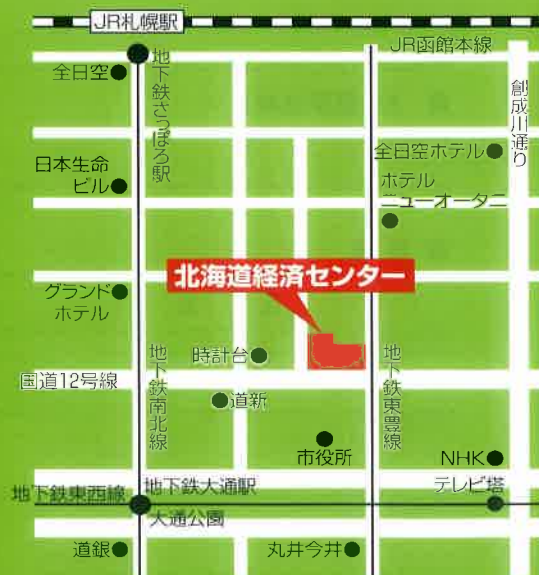 JR札幌駅
JR函館本線
全日空
地下鉄さっぽろ駅
創成川通り
全日空ホテル
日本生命
ビル
ホテル
ニューオータニ
北海道経済センター
グランド
ホテル
時計台
地下鉄南北線
地下鉄東豊線
国道12号線
道新
市役所
NHK
地下鉄東西線
地下鉄大通駅
テレビ塔
大通公園
道銀
丸井今井